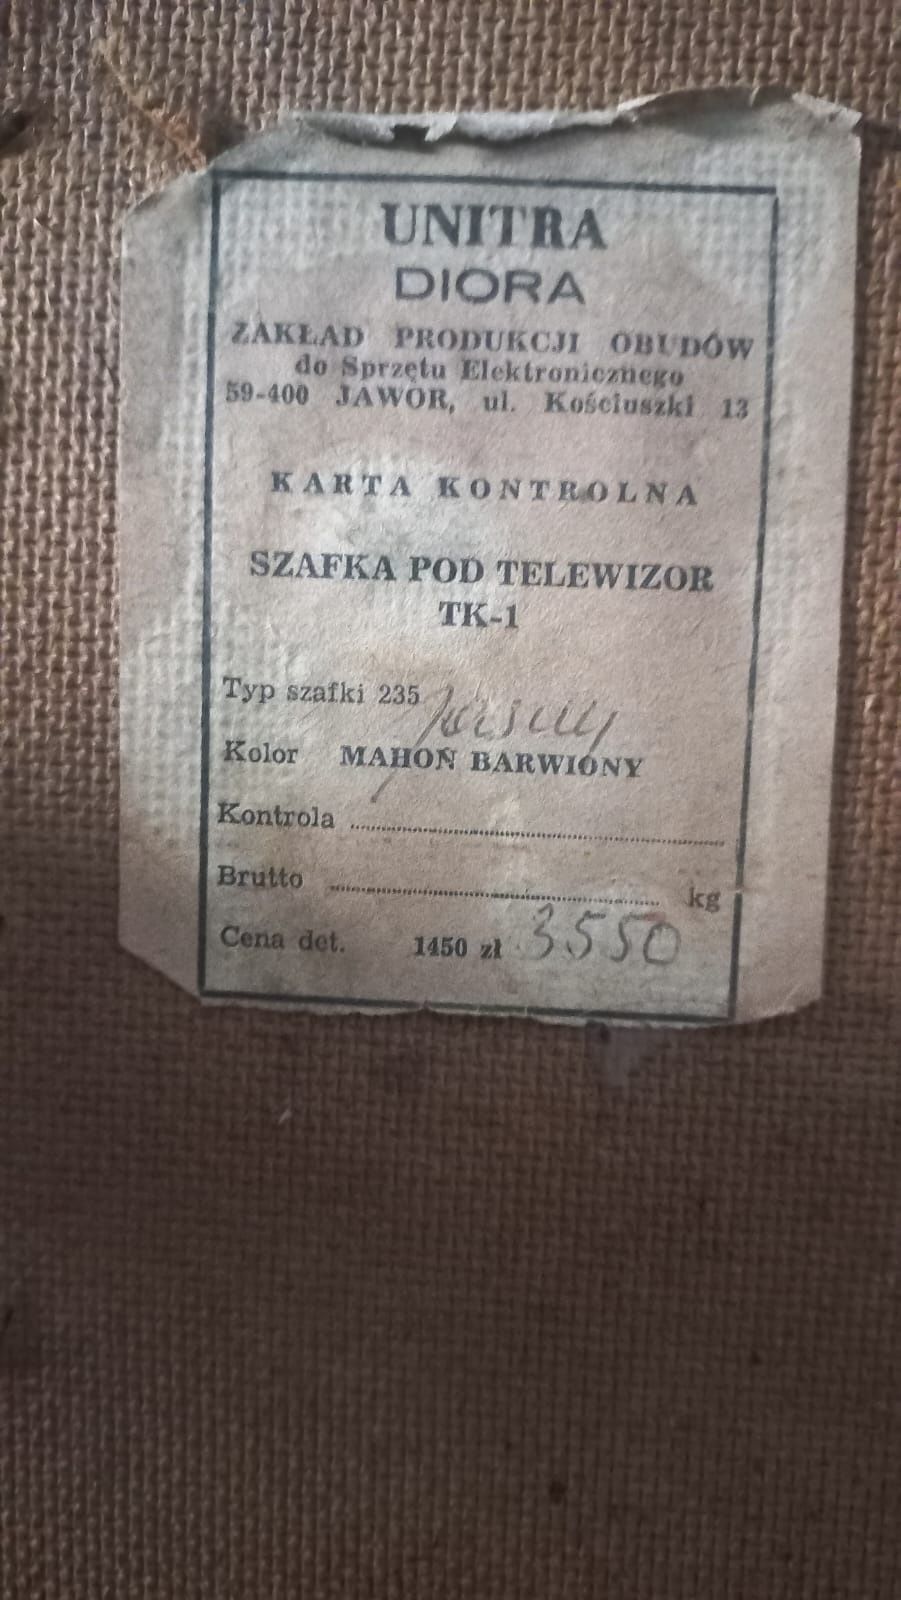 UNITRA
DIORA
ZAKŁAD PRODUKCJI OBUDÓW
do Sprzętu Elektronicznego
59-400 JAWOR, ul. Kościuszki 13
KARTA KONTROLNA
SZAFKA POD TELEWIZOR
TK-1
Typ szafki 235
Kolor MAHOŃ BARWIONY
Kontrola
Brutto kg
Cena det. 1450 zł 3550